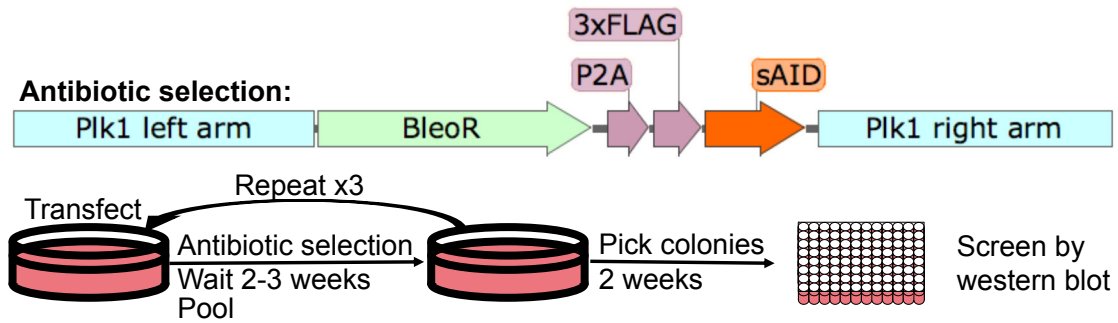 3xFLAG
P2A
sAID
Antibiotic selection:
Plk1 left arm
BleoR
Plk1 right arm
Repeat x3
Transfect
Antibiotic selection
Wait 2-3 weeks
Pool
Pick colonies
2 weeks
Screen by
western blot